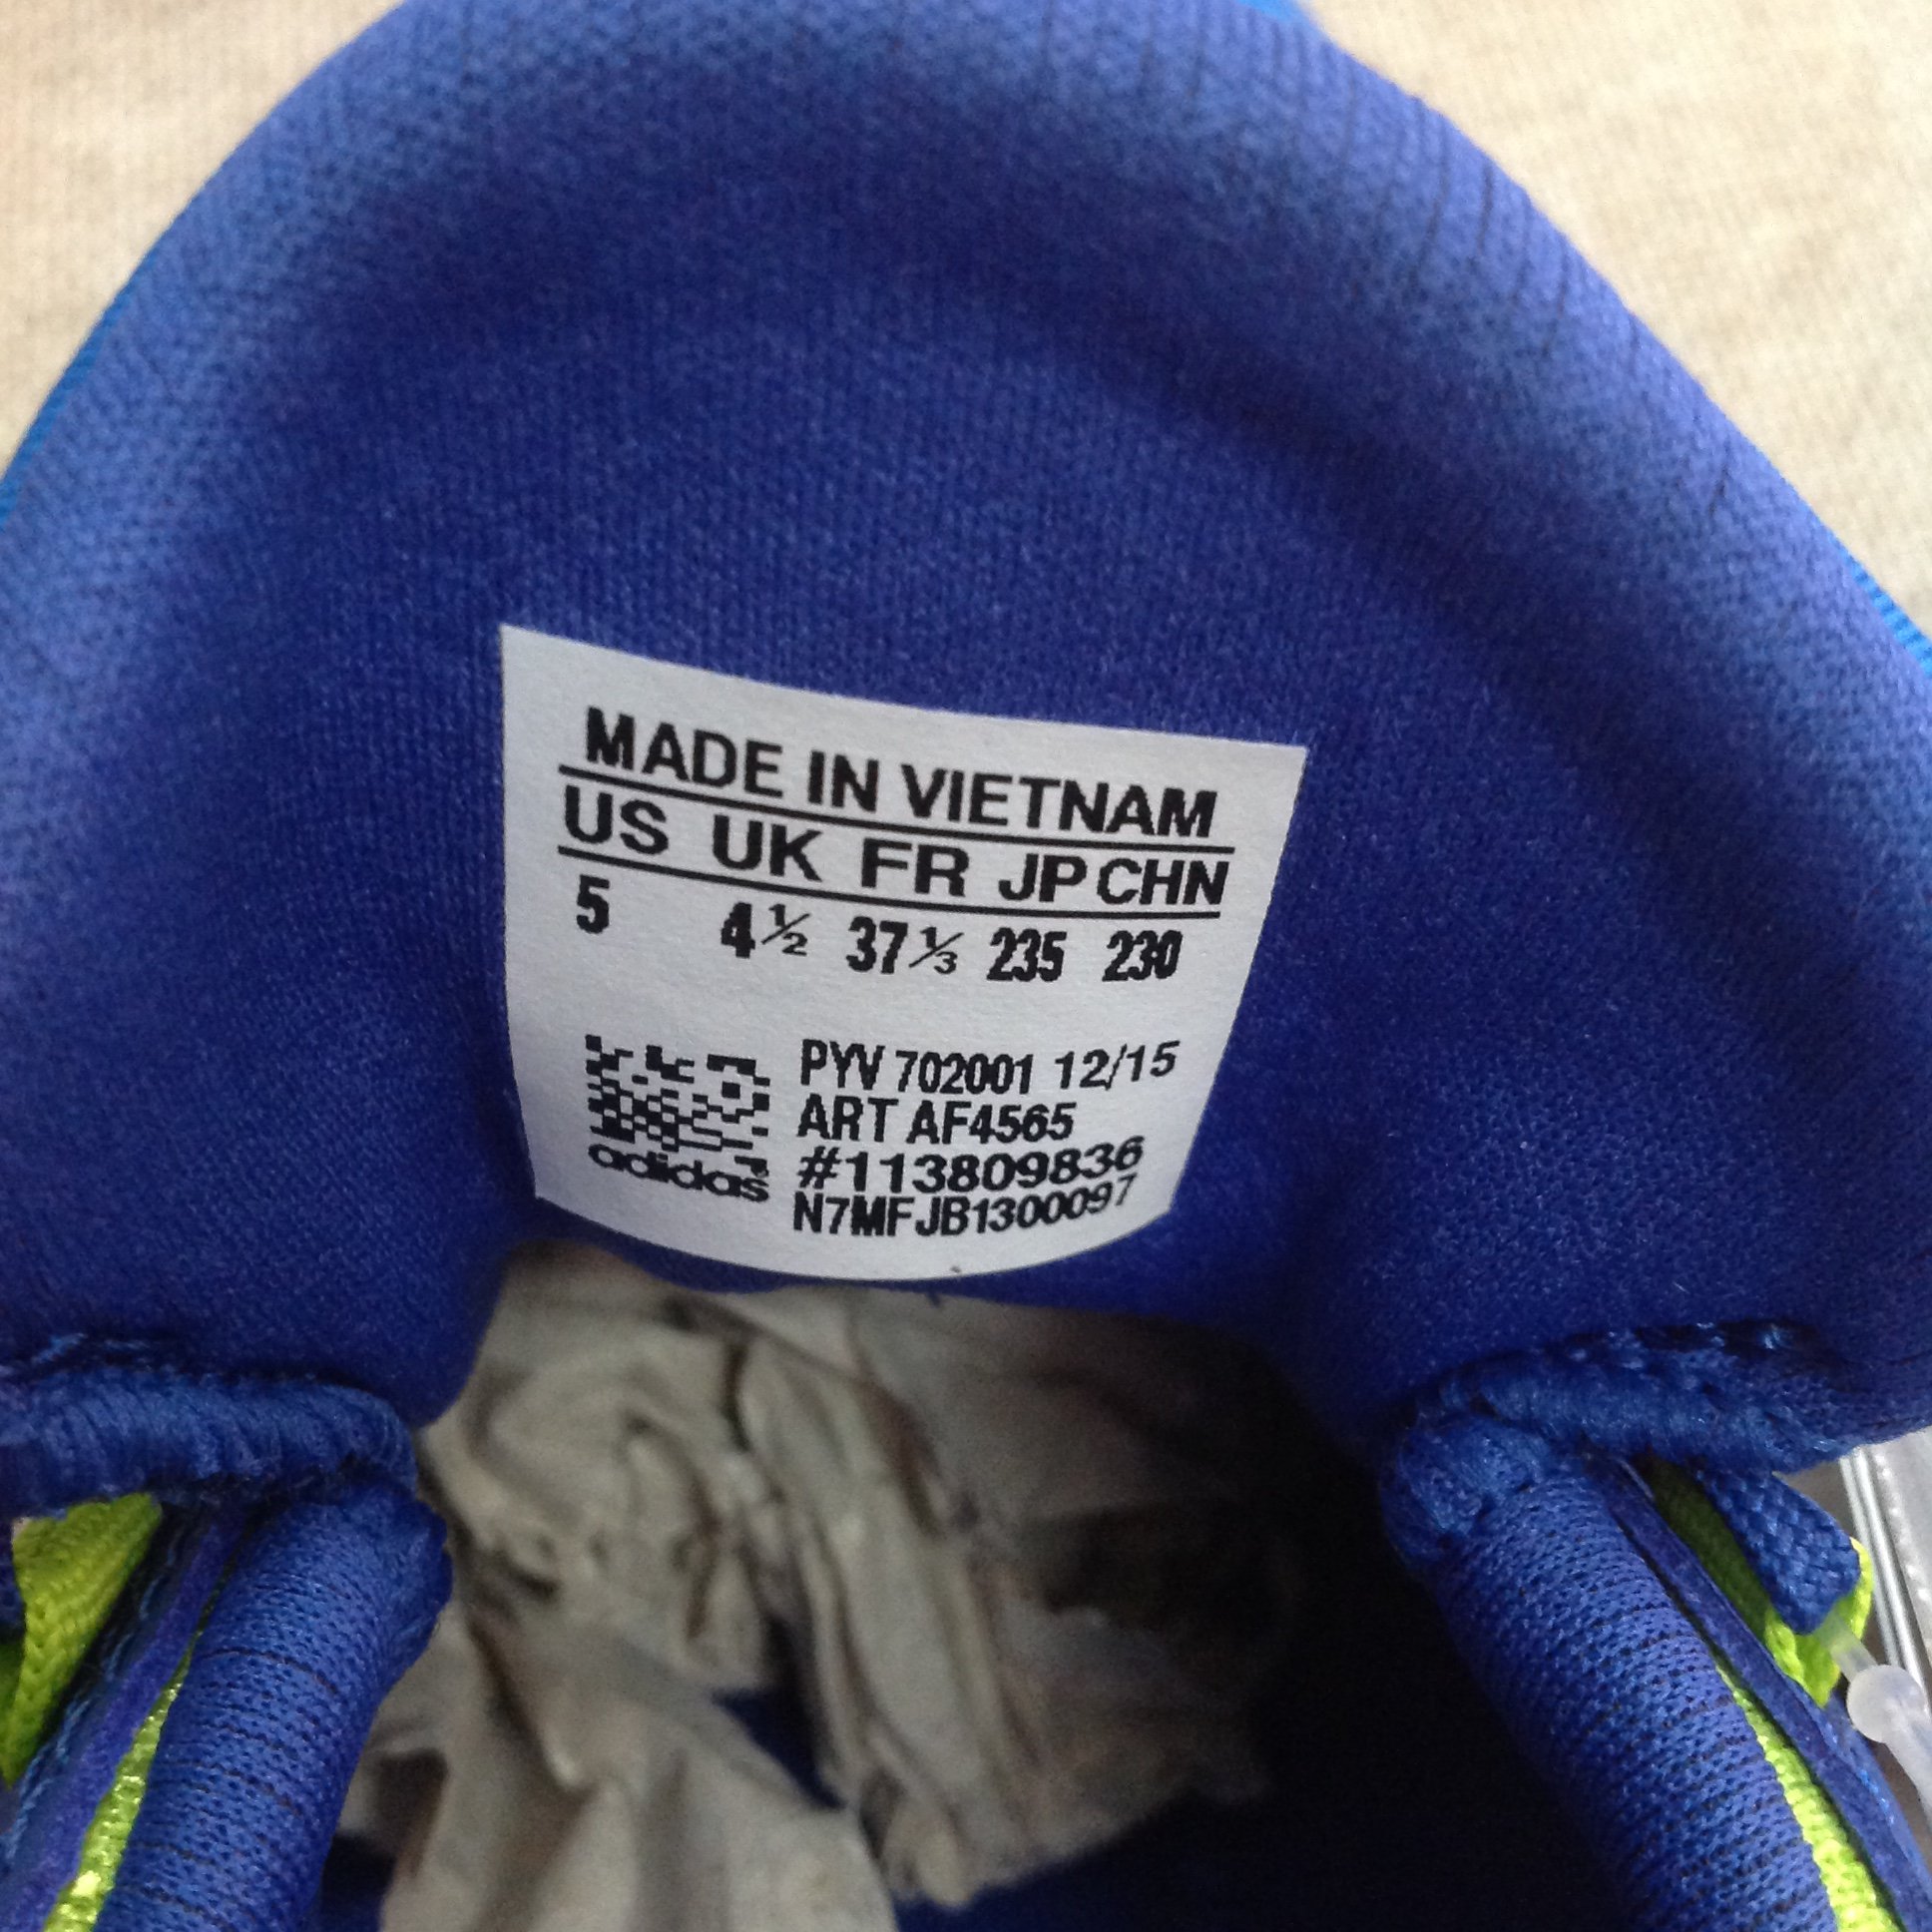 MADE IN VIETNAM
US UK FR JP CHN
5 4½ 37⅓ 235 230
PYV 702001 12/15
ART AF4565
#113809836
adidas
N7MFJB1300097